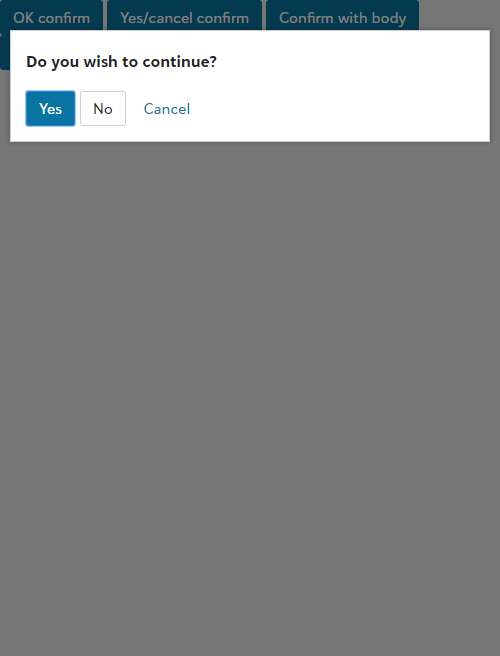 OK confirm Yes/cancel confirm Confirm with body
Do you wish to continue?
Yes No Cancel